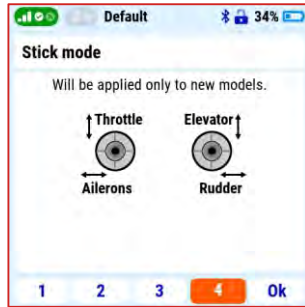 Default 34%
Stick mode
Will be applied only to new models.
Throttle Elevator
Ailerons Rudder
1 2 3 4 Ok